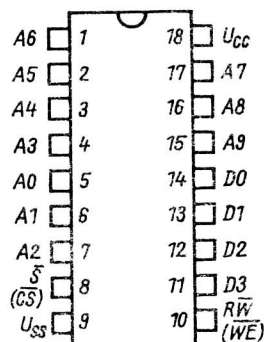 A6 1 18 U̅CC
A5 2 17 A7
A4 3 16 A8
A3 4 15 A9
A0 5 14 D0
A1 6 13 D1
A2 7 12 D2
S̅ 8 11 D3
(C̅S̅) 10 RW̅
USS 9 (W̅E̅)